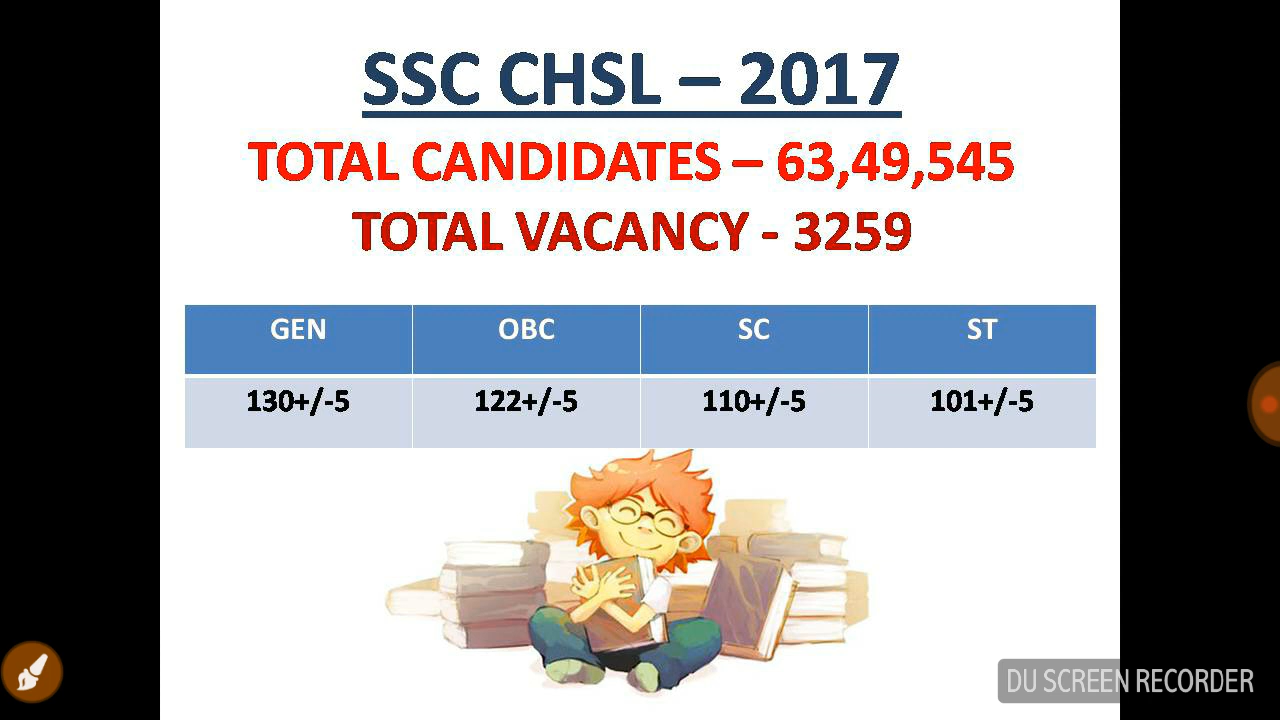 SSC CHSL – 2017
TOTAL CANDIDATES – 63,49,545
TOTAL VACANCY - 3259
GEN OBC SC ST
130+/-5 122+/-5 110+/-5 101+/-5
DU SCREEN RECORDER